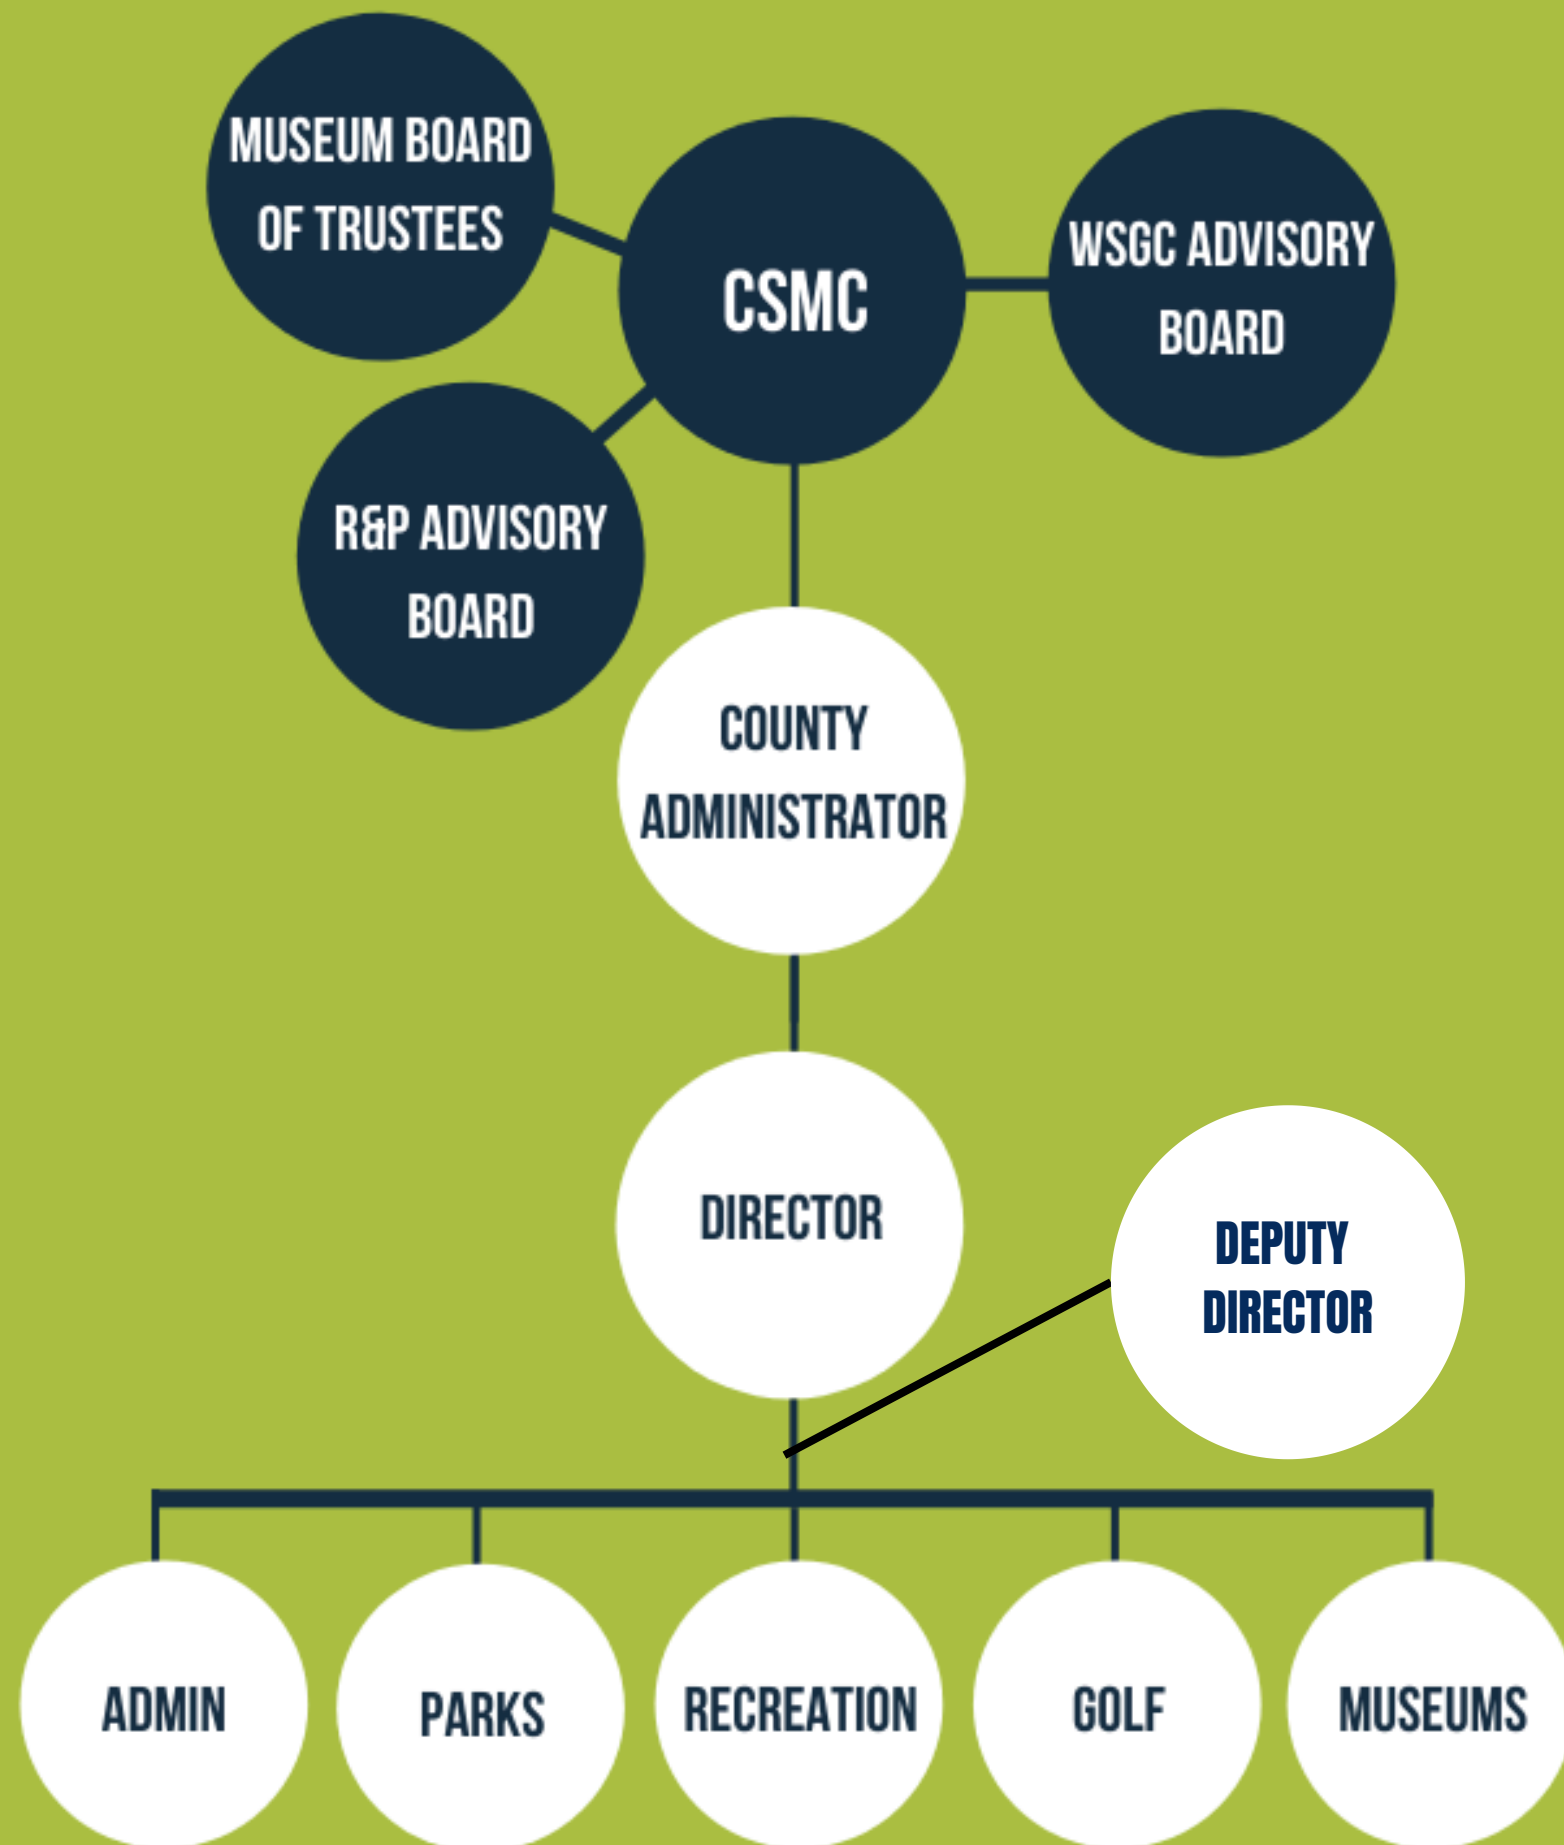 MUSEUM BOARD
OF TRUSTEES
CSMC
WSGC ADVISORY
BOARD
R&P ADVISORY
BOARD
COUNTY
ADMINISTRATOR
DIRECTOR
DEPUTY
DIRECTOR
ADMIN
PARKS
RECREATION
GOLF
MUSEUMS